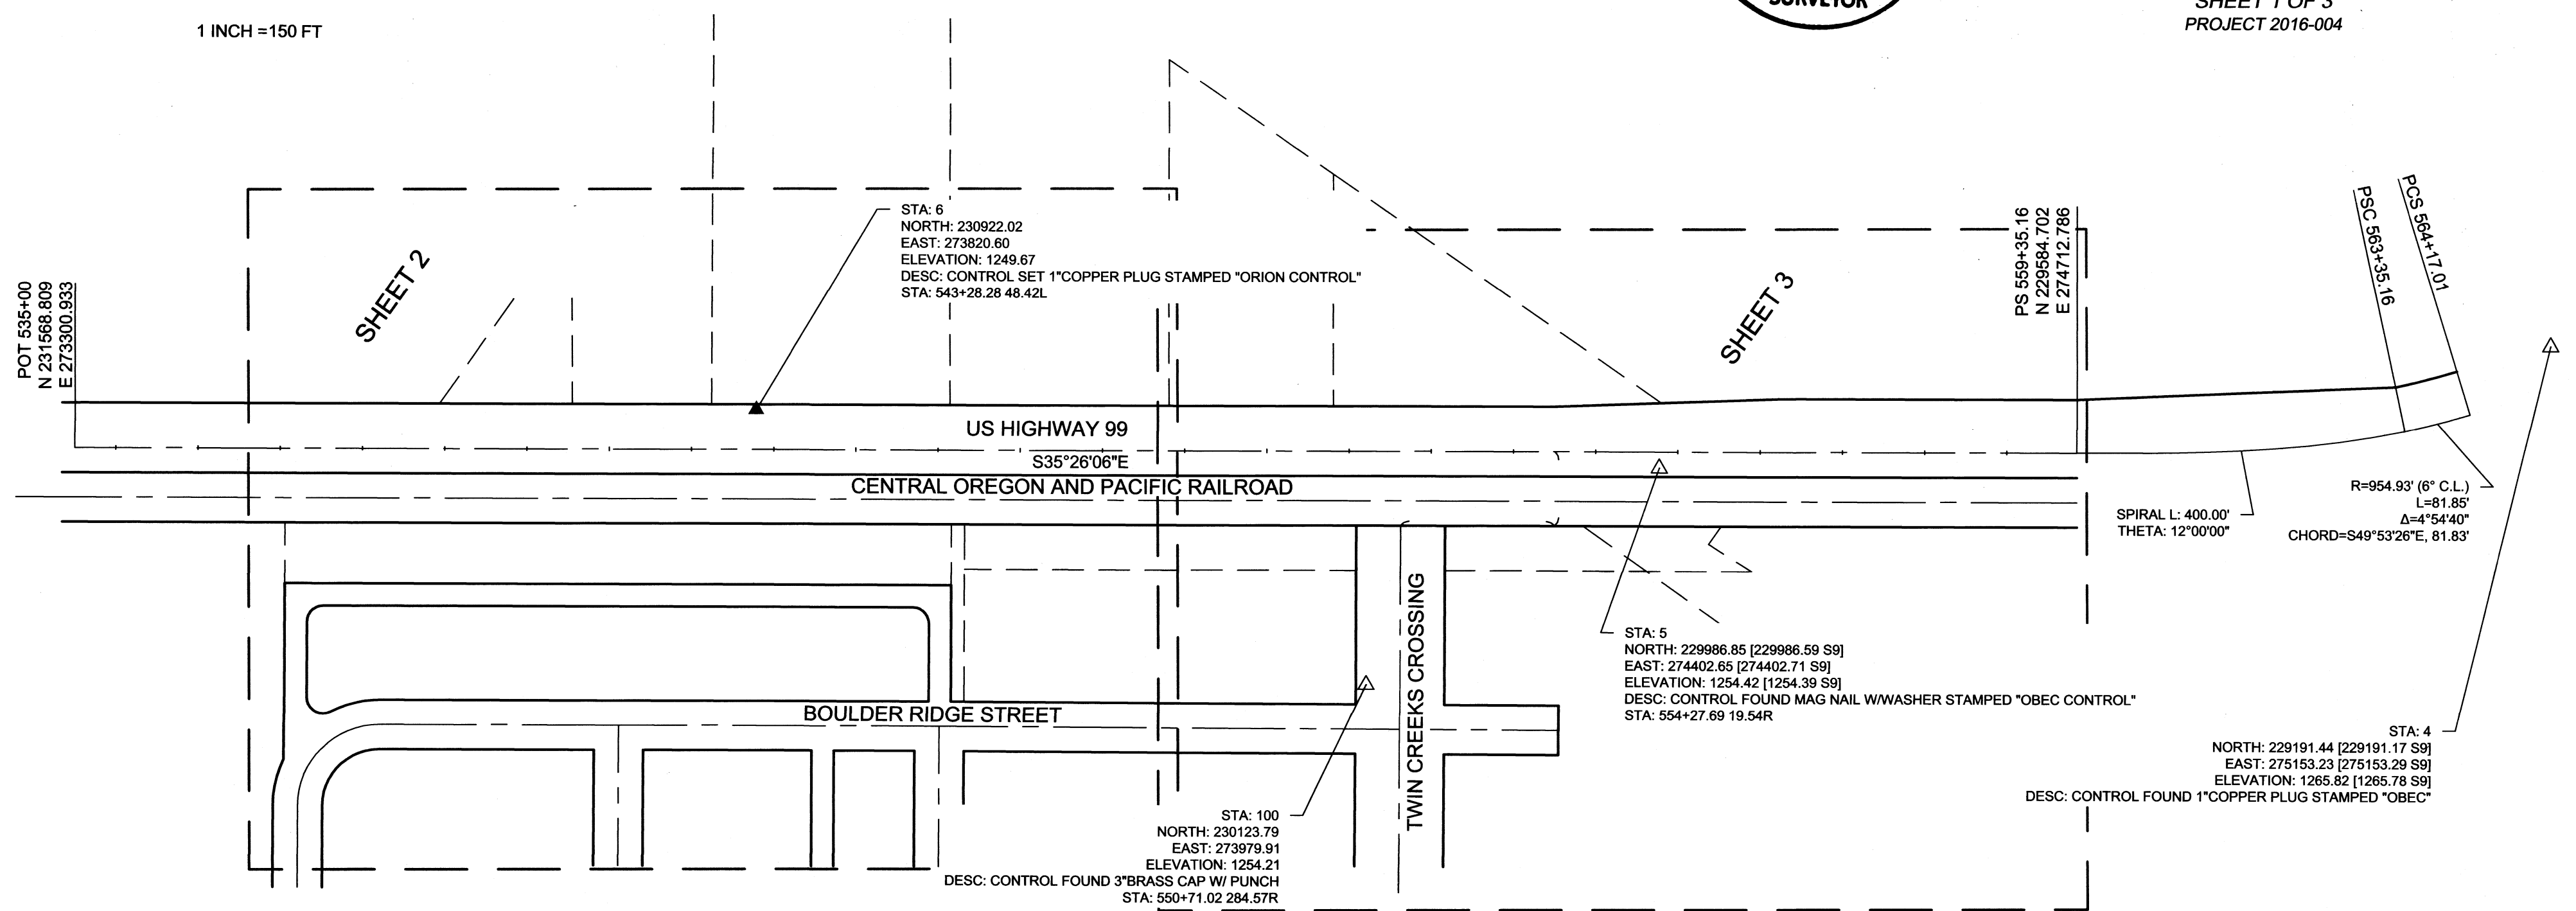 1 INCH =150 FT
SURVEYOR
SHEET 1 OF 3
PROJECT 2016-004
POT 535+00
N 231568.809
E 273300.933
SHEET 2
STA: 6
NORTH: 230922.02
EAST: 273820.60
ELEVATION: 1249.67
DESC: CONTROL SET 1"COPPER PLUG STAMPED "ORION CONTROL"
STA: 543+28.28 48.42L
SHEET 3
PS 559+35.16
N 229584.702
E 274712.786
PSC 563+35.16
PCS 564+17.01
US HIGHWAY 99
S35°26'06"E
CENTRAL OREGON AND PACIFIC RAILROAD
SPIRAL L: 400.00'
THETA: 12°00'00"
R=954.93' (6° C.L.)
L=81.85'
Δ=4°54'40"
CHORD=S49°53'26"E, 81.83'
BOULDER RIDGE STREET
TWIN CREEKS CROSSING
STA: 5
NORTH: 229986.85 [229986.59 S9]
EAST: 274402.65 [274402.71 S9]
ELEVATION: 1254.42 [1254.39 S9]
DESC: CONTROL FOUND MAG NAIL W/WASHER STAMPED "OBEC CONTROL"
STA: 554+27.69 19.54R
STA: 4
NORTH: 229191.44 [229191.17 S9]
EAST: 275153.23 [275153.29 S9]
ELEVATION: 1265.82 [1265.78 S9]
DESC: CONTROL FOUND 1"COPPER PLUG STAMPED "OBEC"
STA: 100
NORTH: 230123.79
EAST: 273979.91
ELEVATION: 1254.21
DESC: CONTROL FOUND 3"BRASS CAP W/ PUNCH
STA: 550+71.02 284.57R